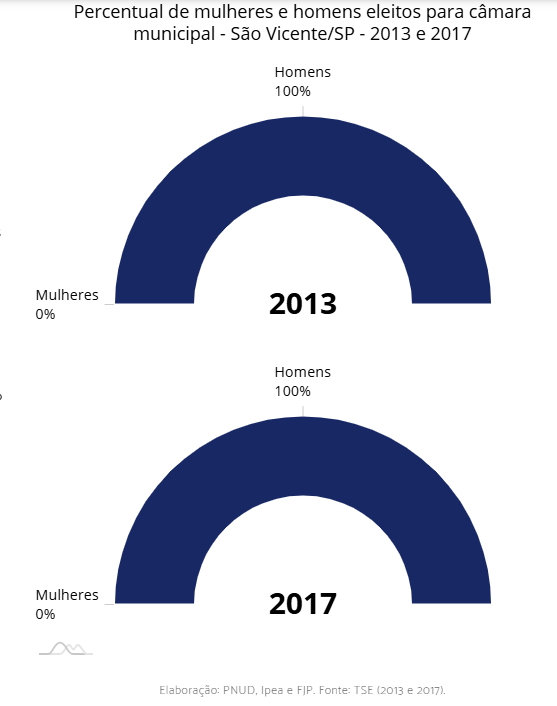 Percentual de mulheres e homens eleitos para câmara
municipal - São Vicente/SP - 2013 e 2017
Homens
100%
Mulheres
0%
2013
Homens
100%
Mulheres
0%
2017
Elaboração: PNUD, Ipea e FJP. Fonte: TSE (2013 e 2017).